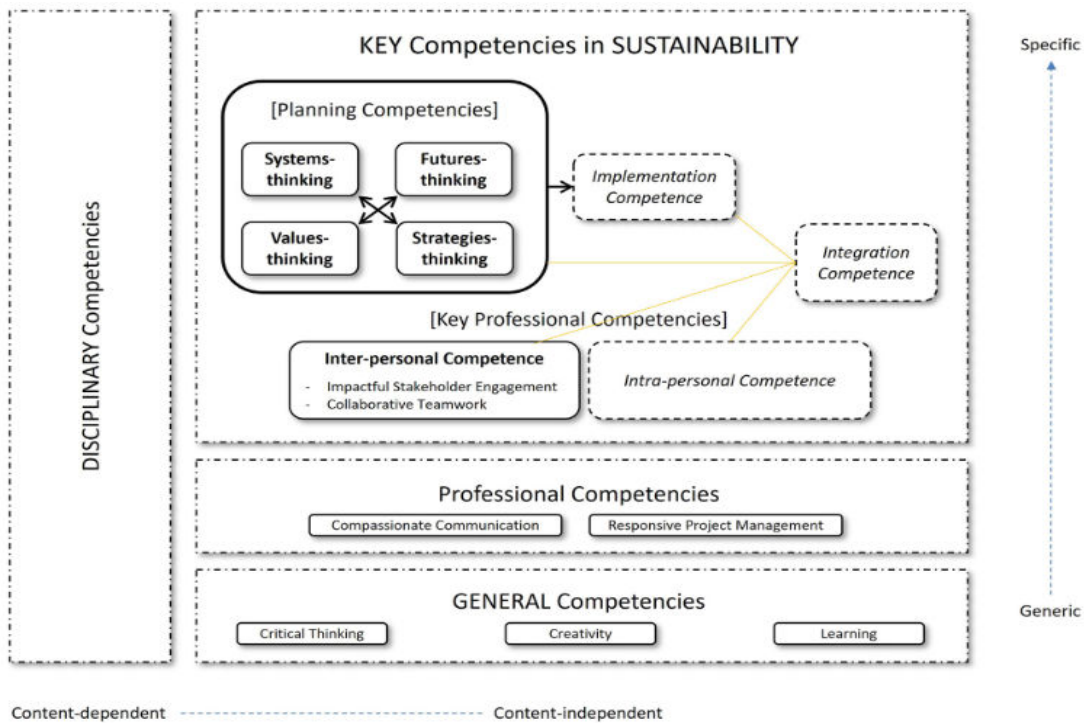 DISCIPLINARY Competencies
KEY Competencies in SUSTAINABILITY
[Planning Competencies]
Systems-
thinking
Futures-
thinking
Values-
thinking
Strategies-
thinking
Implementation
Competence
Integration
Competence
[Key Professional Competencies]
Inter-personal Competence
- Impactful Stakeholder Engagement
- Collaborative Teamwork
Intra-personal Competence
Professional Competencies
Compassionate Communication
Responsive Project Management
GENERAL Competencies
Critical Thinking
Creativity
Learning
Specific
Generic
Content-dependent
Content-independent